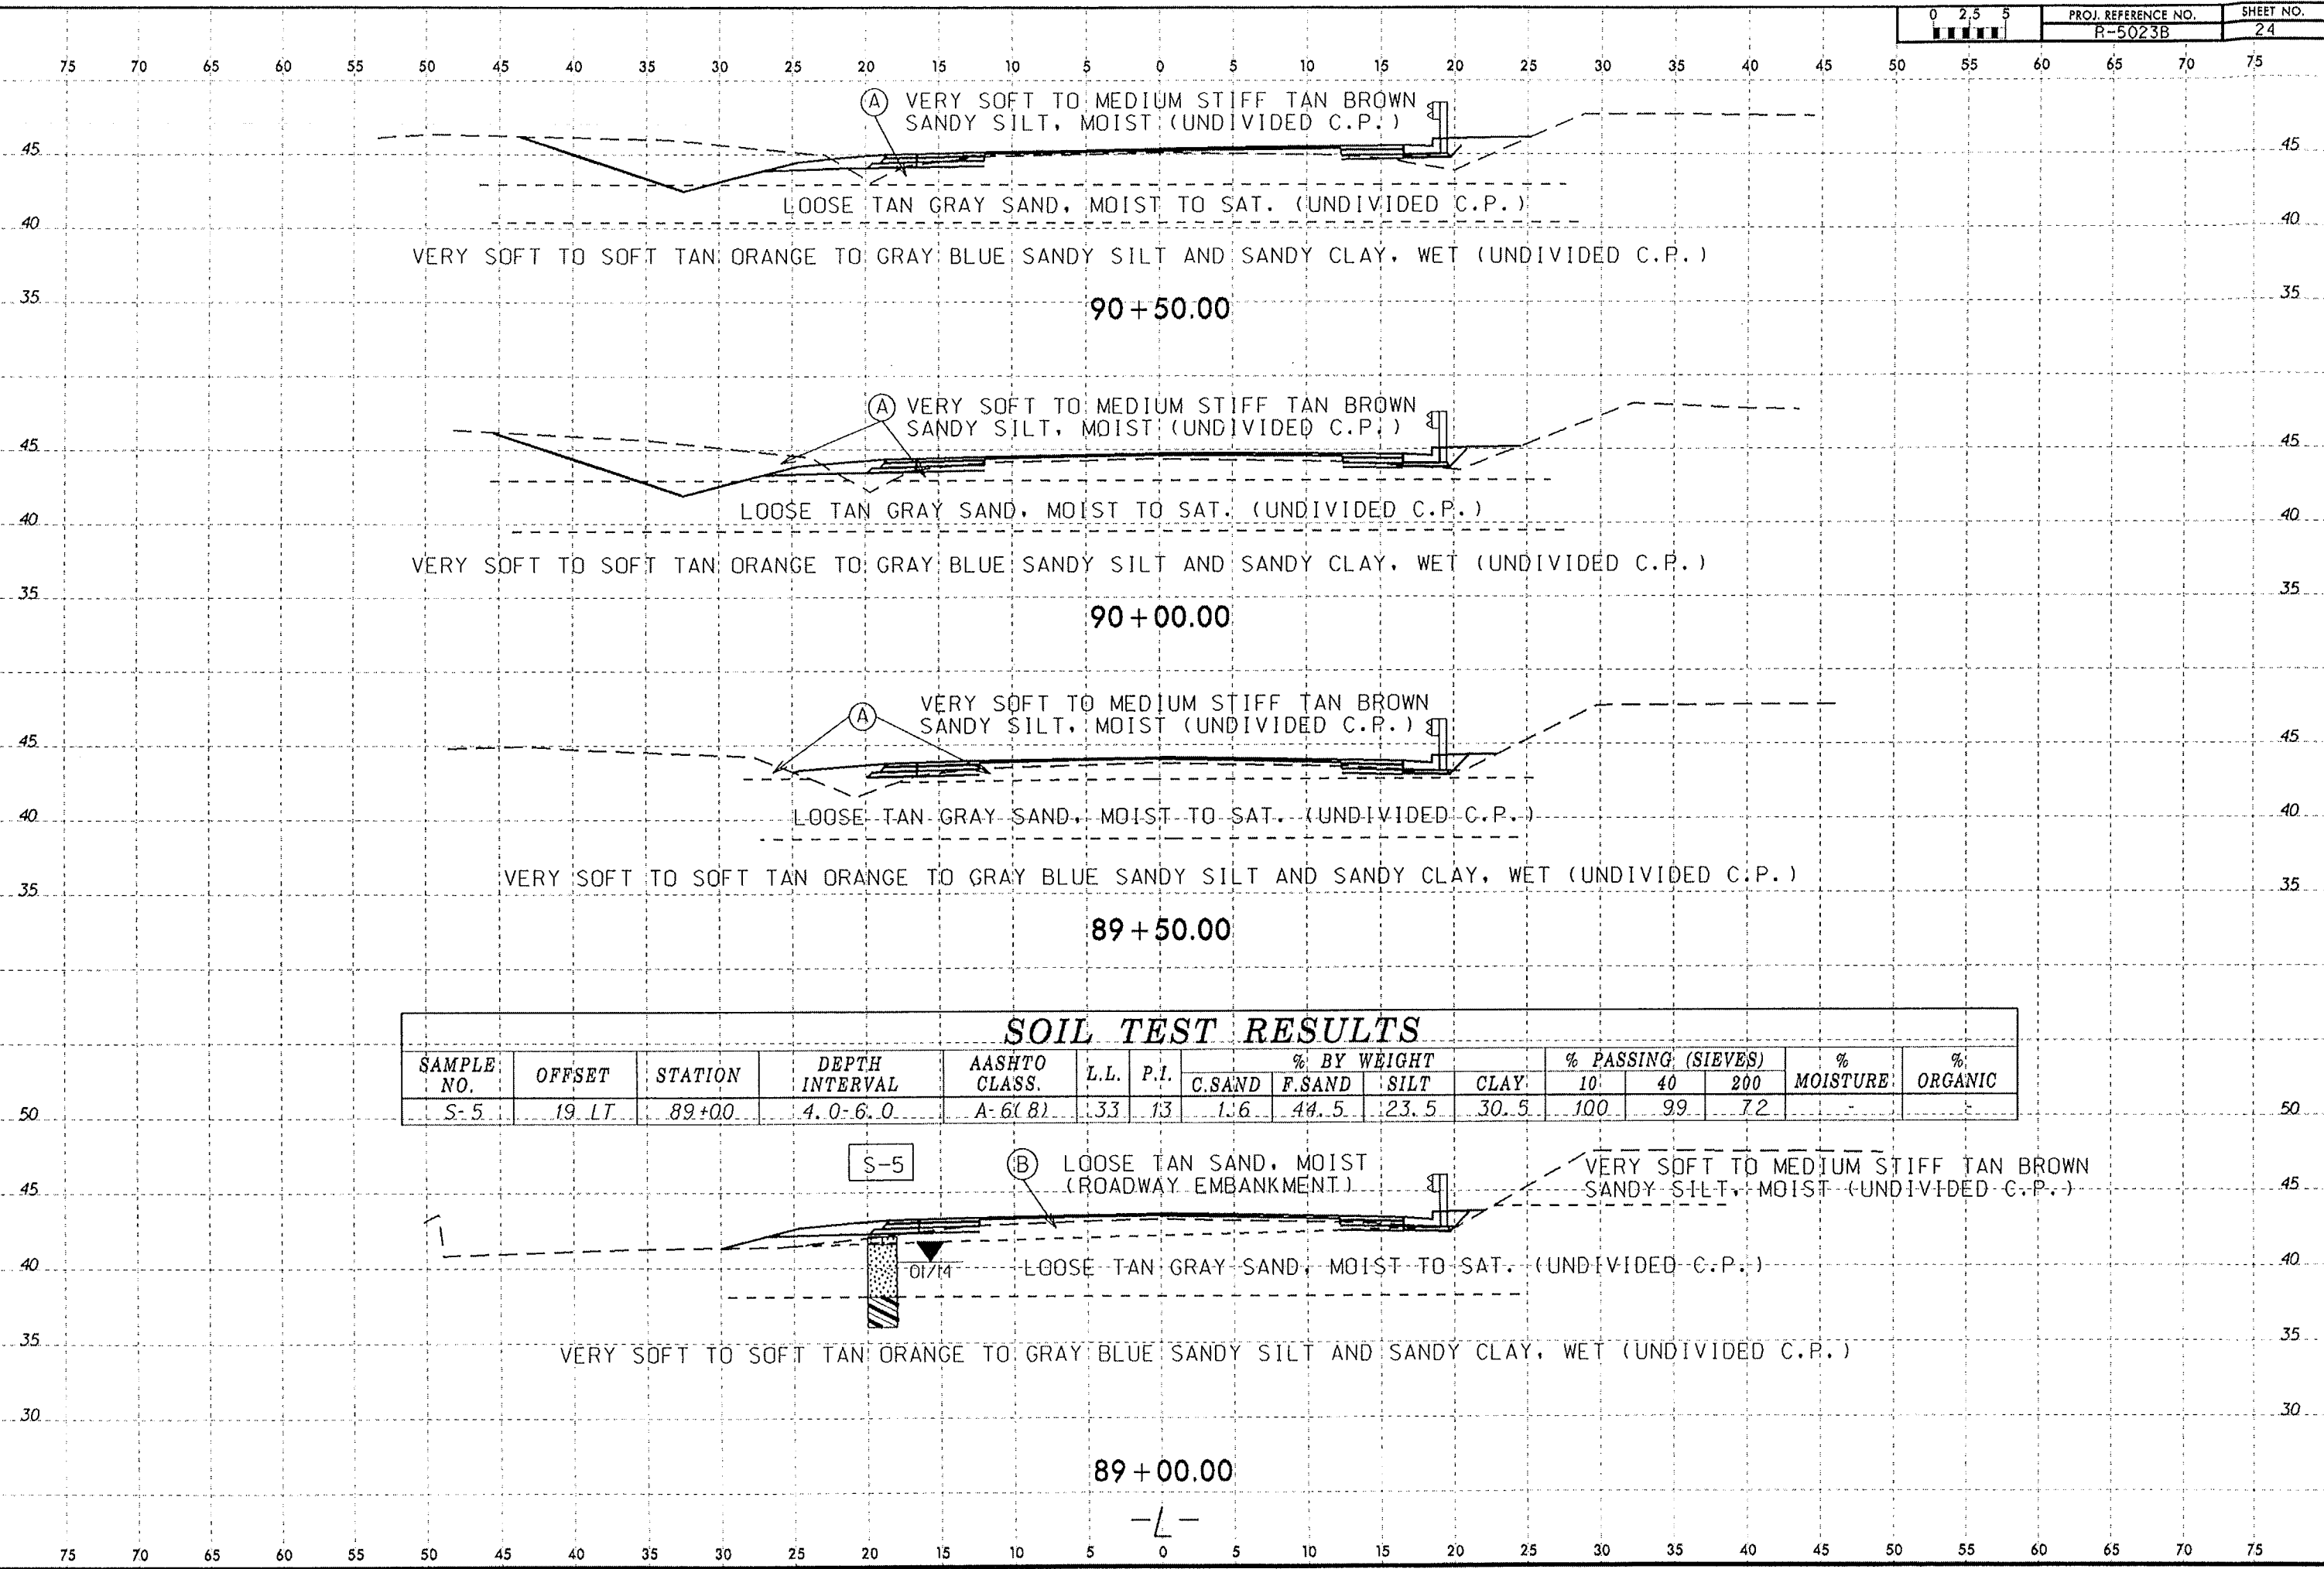 0 2.5 5
PROJ. REFERENCE NO.
SHEET NO.
R-5023B
24
75 70 65 60 55 50 45 40 35 30 25 20 15 10 5 0 5 10 15 20 25 30 35 40 45 50 55 60 65 70 75
A VERY SOFT TO MEDIUM STIFF TAN BROWN
SANDY SILT, MOIST (UNDIVIDED C.P.)
45 45
LOOSE TAN GRAY SAND, MOIST TO SAT. (UNDIVIDED C.P.)
40 40
VERY SOFT TO SOFT TAN ORANGE TO GRAY BLUE SANDY SILT AND SANDY CLAY, WET (UNDIVIDED C.P.)
35 35
90+50.00
A VERY SOFT TO MEDIUM STIFF TAN BROWN
SANDY SILT, MOIST (UNDIVIDED C.P.)
45 45
LOOSE TAN GRAY SAND, MOIST TO SAT. (UNDIVIDED C.P.)
40 40
VERY SOFT TO SOFT TAN ORANGE TO GRAY BLUE SANDY SILT AND SANDY CLAY, WET (UNDIVIDED C.P.)
35 35
90+00.00
A VERY SOFT TO MEDIUM STIFF TAN BROWN
SANDY SILT, MOIST (UNDIVIDED C.P.)
45 45
LOOSE TAN GRAY SAND, MOIST TO SAT. (UNDIVIDED C.P.)
40 40
VERY SOFT TO SOFT TAN ORANGE TO GRAY BLUE SANDY SILT AND SANDY CLAY, WET (UNDIVIDED C.P.)
35 35
89+50.00
SOIL TEST RESULTS
SAMPLE NO. OFFSET STATION DEPTH INTERVAL AASHTO CLASS. L.L. P.I. % BY WEIGHT % PASSING (SIEVES) % MOISTURE % ORGANIC
C.SAND F.SAND SILT CLAY 10 40 200
S-5 19 LT 89+00 4.0-6.0 A-6(8) 33 13 1.6 44.5 23.5 30.5 100 99 72 - -
50 50
S-5
B LOOSE TAN SAND, MOIST
(ROADWAY EMBANKMENT)
VERY SOFT TO MEDIUM STIFF TAN BROWN
SANDY SILT, MOIST (UNDIVIDED C.P.)
45 45
01/14
LOOSE TAN GRAY SAND, MOIST TO SAT. (UNDIVIDED C.P.)
40 40
35 35
VERY SOFT TO SOFT TAN ORANGE TO GRAY BLUE SANDY SILT AND SANDY CLAY, WET (UNDIVIDED C.P.)
30 30
89+00.00
-L-
75 70 65 60 55 50 45 40 35 30 25 20 15 10 5 0 5 10 15 20 25 30 35 40 45 50 55 60 65 70 75